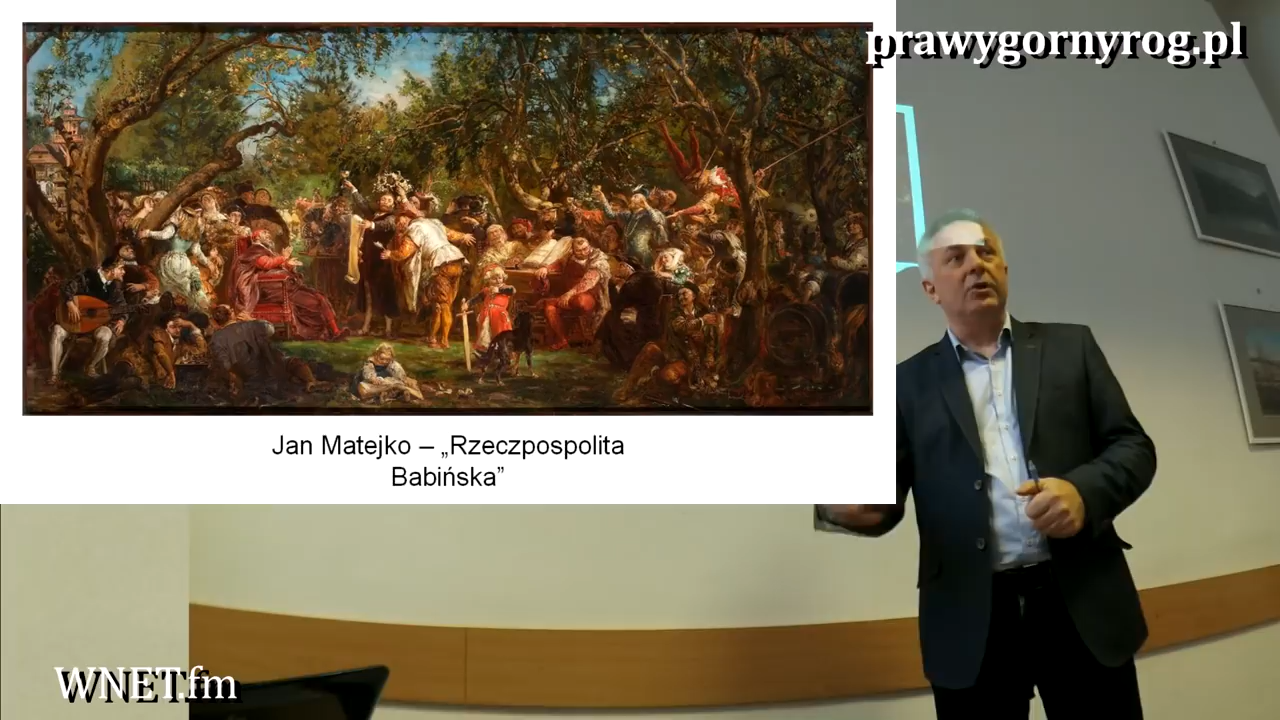 prawygornyrog.pl
Jan Matejko – „Rzeczpospolita
Babińska”
WNET.fm